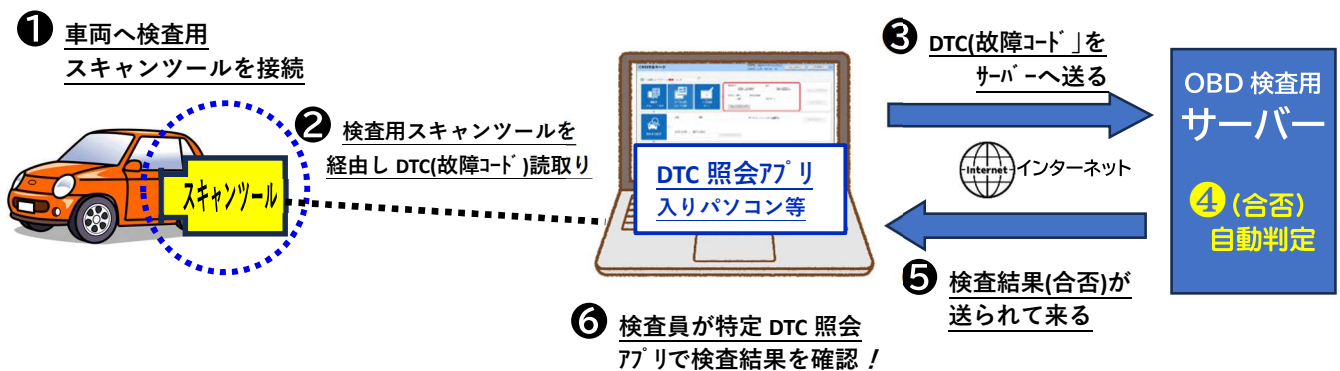 ❶ 車両へ検査用
スキャンツールを接続
スキャンツール
❷ 検査用スキャンツールを
経由し DTC(故障ｺｰﾄﾞ)読取り
DTC 照会ｱﾌﾟﾘ
入りパソコン等
❸ DTC(故障ｺｰﾄﾞ」を
ｻｰﾊﾞｰへ送る
Internet
インターネット
OBD 検査用
サーバー
❹ (合否)
自動判定
❺ 検査結果(合否)が
送られて来る
❻ 検査員が特定 DTC 照会
ｱﾌﾟﾘで検査結果を確認！